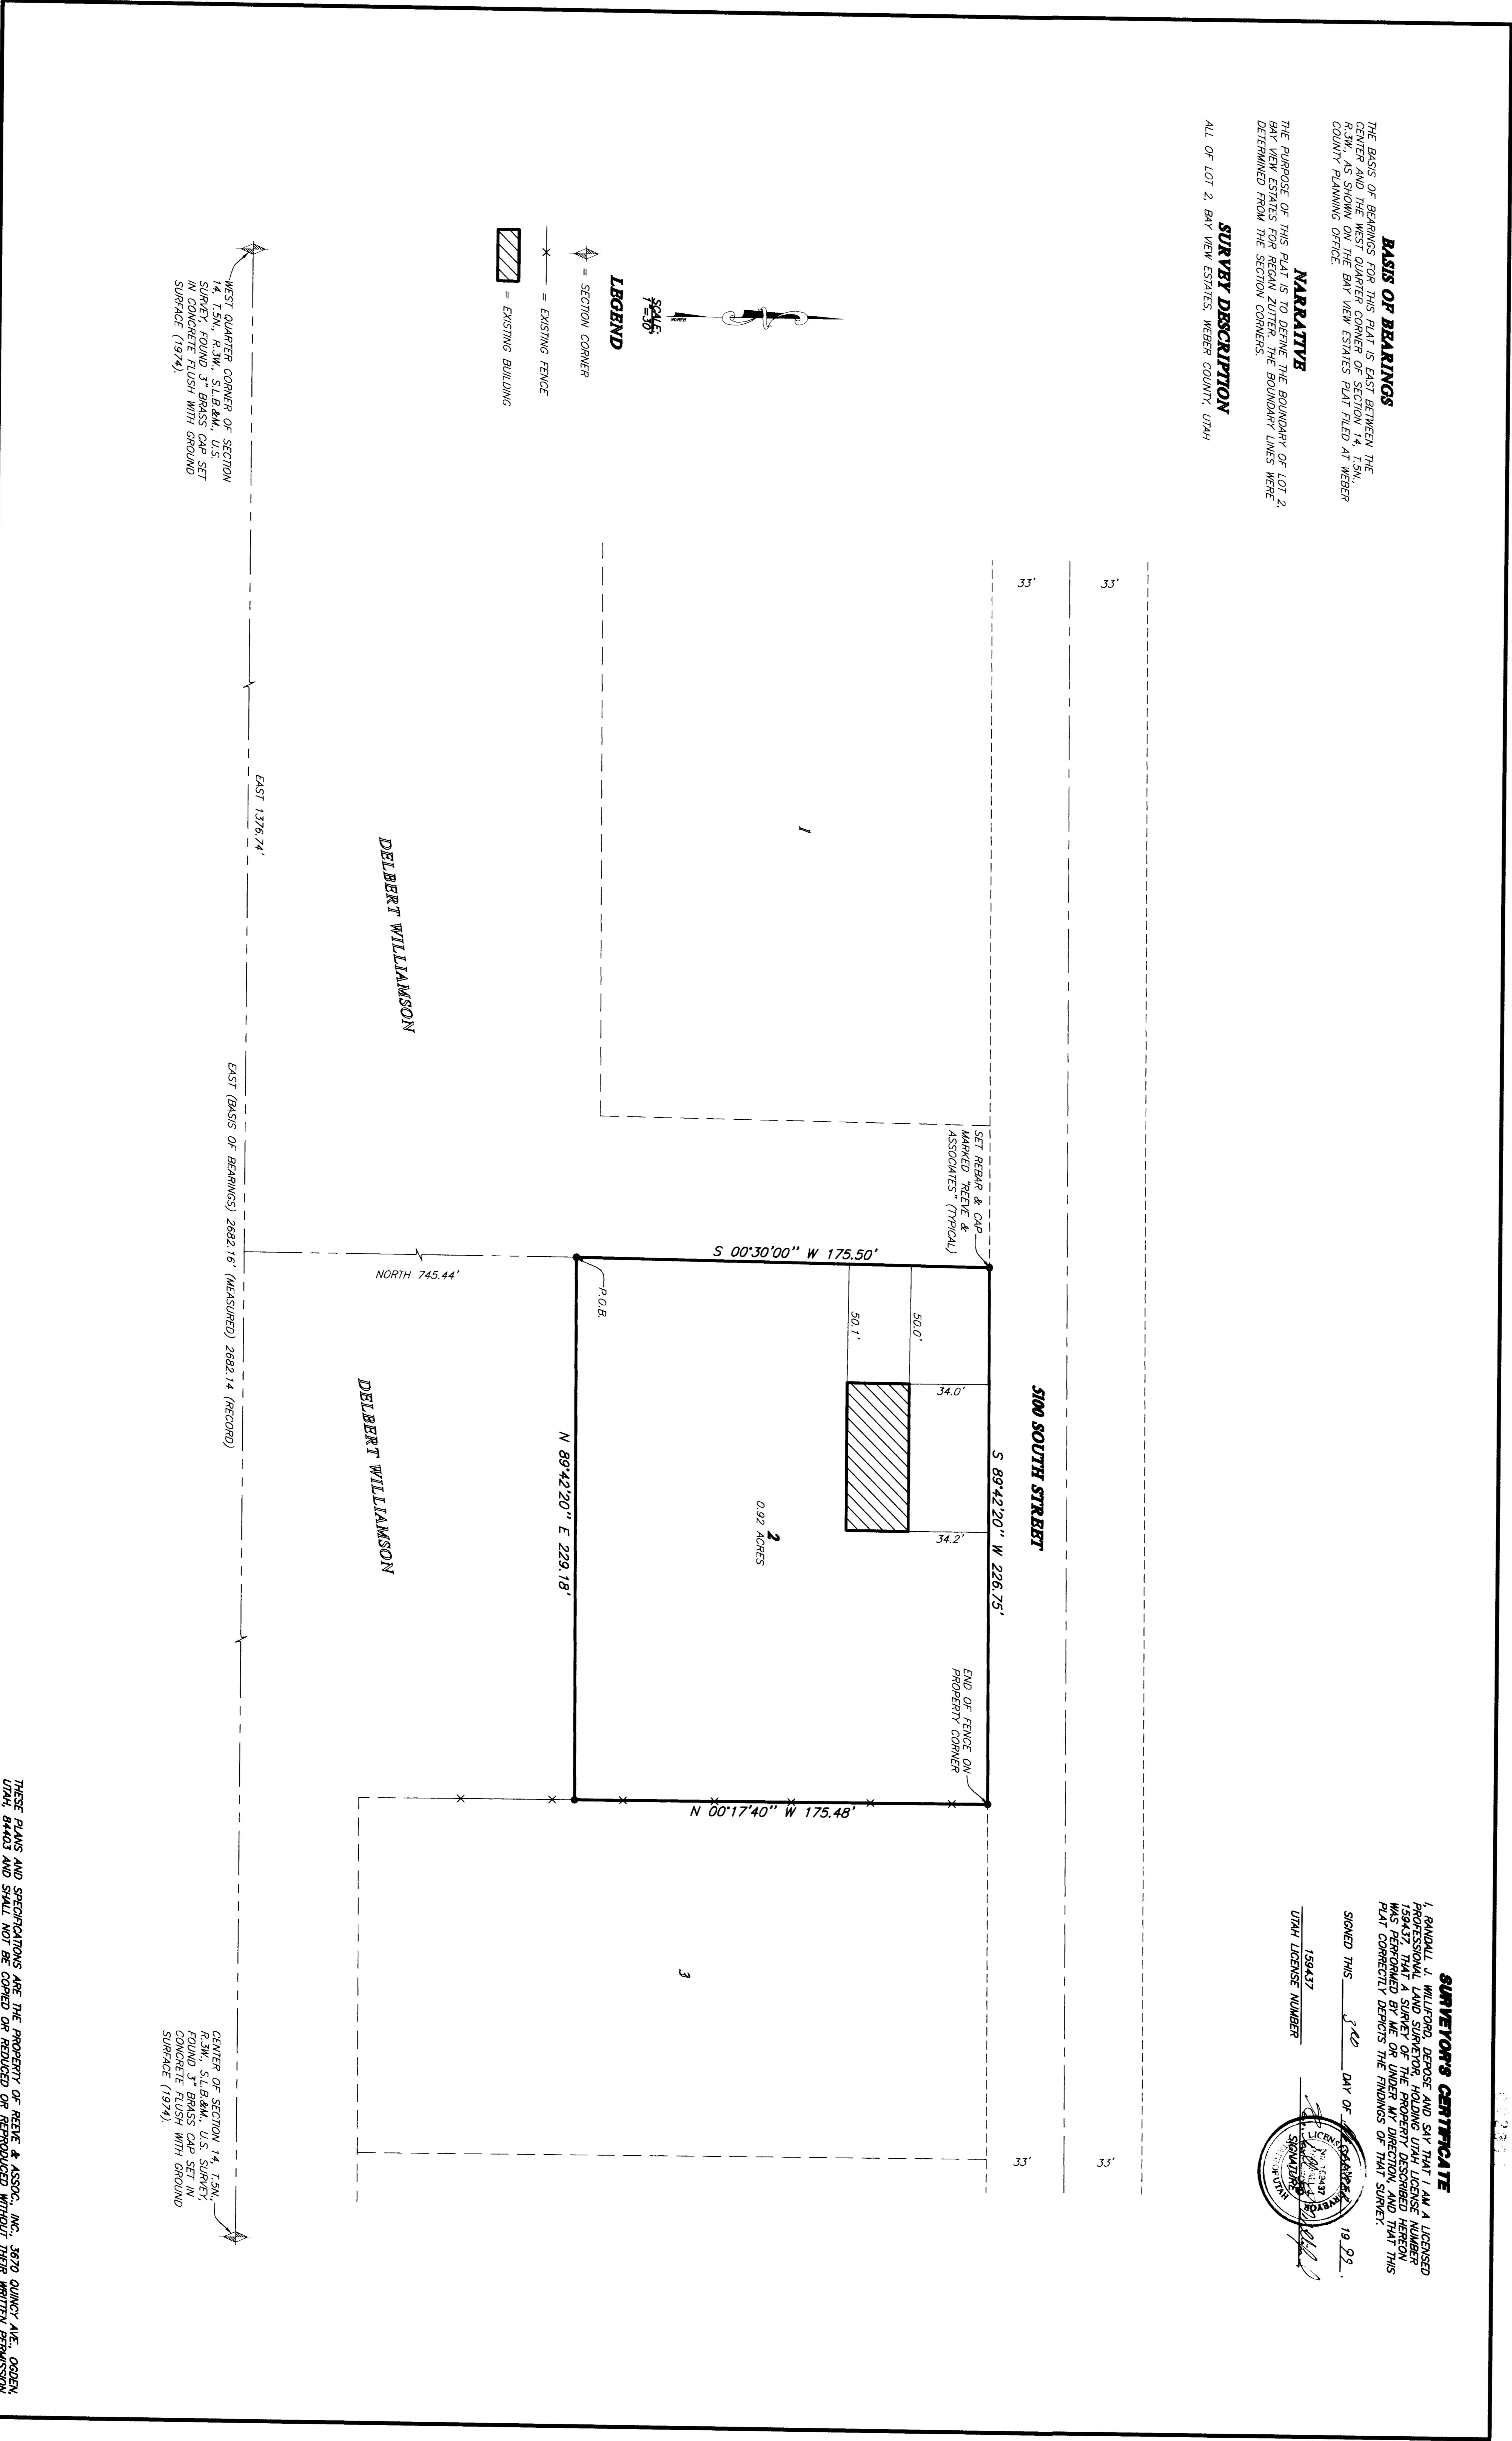 BASIS OF BEARINGS
THE BASIS OF BEARINGS FOR THIS PLAT IS EAST BETWEEN THE
CENTER AND THE WEST QUARTER CORNER OF SECTION 14, T.5N.,
R.3W., AS SHOWN ON THE BAY VIEW ESTATES PLAT FILED AT WEBER
COUNTY PLANNING OFFICE.
NARRATIVE
THE PURPOSE OF THIS PLAT IS TO DEFINE THE BOUNDARY OF LOT 2,
BAY VIEW ESTATES FOR REGAN ZUTTER. THE BOUNDARY LINES WERE
DETERMINED FROM THE SECTION CORNERS.
SURVEY DESCRIPTION
ALL OF LOT 2, BAY VIEW ESTATES, WEBER COUNTY, UTAH
SURVEYOR'S CERTIFICATE
I, RANDALL J. WILLIFORD, DEPOSE AND SAY THAT I AM A LICENSED
PROFESSIONAL LAND SURVEYOR, HOLDING UTAH LICENSE NUMBER
159437, THAT A SURVEY OF THE PROPERTY DESCRIBED HEREON
WAS PERFORMED BY ME OR UNDER MY DIRECTION, AND THAT THIS
PLAT CORRECTLY DEPICTS THE FINDINGS OF THAT SURVEY.
SIGNED THIS 3RD DAY OF 1999.
159437
UTAH LICENSE NUMBER
SIGNATURE
No. 159437
33'
33'
33'
33'
5100 SOUTH STREET
S 89°42'20" W 226.75'
SET REBAR & CAP
MARKED "REEVE &
ASSOCIATES" (TYPICAL)
END OF FENCE ON
PROPERTY CORNER
34.0'
34.2'
50.0'
50.1'
S 00°30'00" W 175.50'
N 00°17'40" W 175.48'
1
2
0.92 ACRES
3
P.O.B.
N 89°42'20" E 229.18'
NORTH 745.44'
SCALE:
1"=30'
NORTH
LEGEND
= SECTION CORNER
= EXISTING FENCE
= EXISTING BUILDING
DELBERT WILLIAMSON
DELBERT WILLIAMSON
EAST 1376.74'
EAST (BASIS OF BEARINGS) 2682.16' (MEASURED) 2682.14 (RECORD)
WEST QUARTER CORNER OF SECTION
14, T.5N., R.3W., S.L.B.&M., U.S.
SURVEY, FOUND 3" BRASS CAP SET
IN CONCRETE FLUSH WITH GROUND
SURFACE (1974).
CENTER OF SECTION 14, T.5N.,
R.3W., S.L.B.&M., U.S. SURVEY,
FOUND 3" BRASS CAP SET IN
CONCRETE FLUSH WITH GROUND
SURFACE (1974).
THESE PLANS AND SPECIFICATIONS ARE THE PROPERTY OF REEVE & ASSOC., INC., 3670 QUINCY AVE., OGDEN,
UTAH, 84403 AND SHALL NOT BE COPIED OR REDUCED OR REPRODUCED WITHOUT THEIR WRITTEN PERMISSION